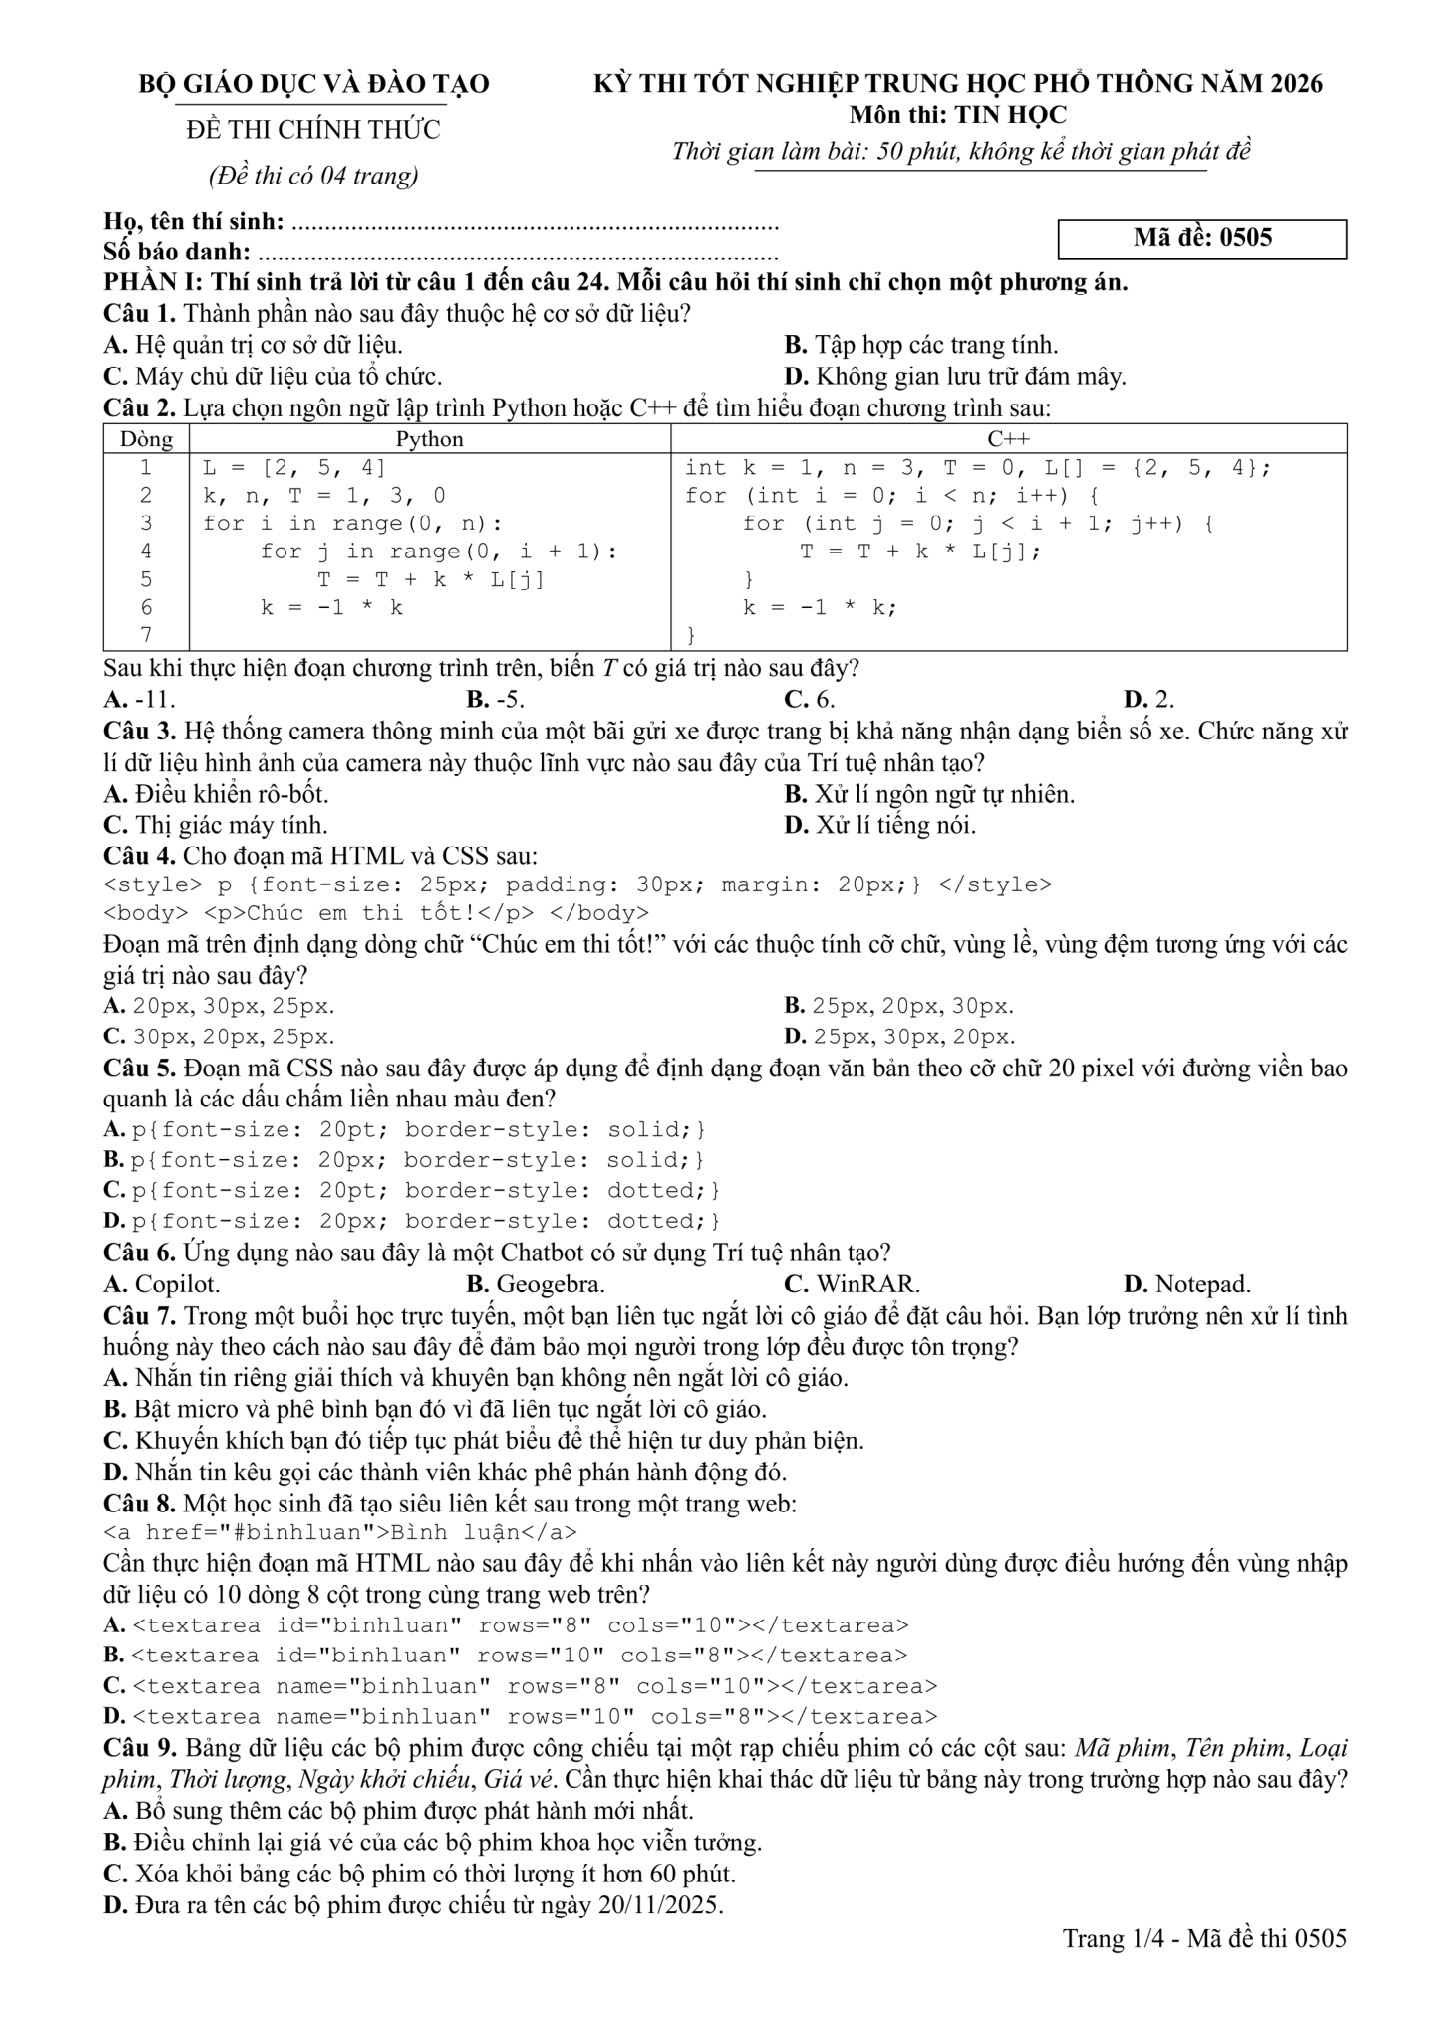 BỘ GIÁO DỤC VÀ ĐÀO TẠO
ĐỀ THI CHÍNH THỨC
(Đề thi có 04 trang)
KỲ THI TỐT NGHIỆP TRUNG HỌC PHỔ THÔNG NĂM 2026
Môn thi: TIN HỌC
Thời gian làm bài: 50 phút, không kể thời gian phát đề
Họ, tên thí sinh: ..........................................................................
Số báo danh: ...............................................................................
Mã đề: 0505
PHẦN I: Thí sinh trả lời từ câu 1 đến câu 24. Mỗi câu hỏi thí sinh chỉ chọn một phương án.
Câu 1. Thành phần nào sau đây thuộc hệ cơ sở dữ liệu?
A. Hệ quản trị cơ sở dữ liệu. B. Tập hợp các trang tính.
C. Máy chủ dữ liệu của tổ chức. D. Không gian lưu trữ đám mây.
Câu 2. Lựa chọn ngôn ngữ lập trình Python hoặc C++ để tìm hiểu đoạn chương trình sau:
Dòng Python C++
1 L = [2, 5, 4] int k = 1, n = 3, T = 0, L[] = {2, 5, 4};
2 k, n, T = 1, 3, 0 for (int i = 0; i < n; i++) {
3 for i in range(0, n): for (int j = 0; j < i + 1; j++) {
4 for j in range(0, i + 1): T = T + k * L[j];
5 T = T + k * L[j] }
6 k = -1 * k k = -1 * k;
7 }
Sau khi thực hiện đoạn chương trình trên, biến T có giá trị nào sau đây?
A. -11. B. -5. C. 6. D. 2.
Câu 3. Hệ thống camera thông minh của một bãi gửi xe được trang bị khả năng nhận dạng biển số xe. Chức năng xử
lí dữ liệu hình ảnh của camera này thuộc lĩnh vực nào sau đây của Trí tuệ nhân tạo?
A. Điều khiển rô-bốt. B. Xử lí ngôn ngữ tự nhiên.
C. Thị giác máy tính. D. Xử lí tiếng nói.
Câu 4. Cho đoạn mã HTML và CSS sau:
<style> p {font-size: 25px; padding: 30px; margin: 20px;} </style>
<body> <p>Chúc em thi tốt!</p> </body>
Đoạn mã trên định dạng dòng chữ “Chúc em thi tốt!” với các thuộc tính cỡ chữ, vùng lề, vùng đệm tương ứng với các
giá trị nào sau đây?
A. 20px, 30px, 25px. B. 25px, 20px, 30px.
C. 30px, 20px, 25px. D. 25px, 30px, 20px.
Câu 5. Đoạn mã CSS nào sau đây được áp dụng để định dạng đoạn văn bản theo cỡ chữ 20 pixel với đường viền bao
quanh là các dấu chấm liền nhau màu đen?
A. p{font-size: 20pt; border-style: solid;}
B. p{font-size: 20px; border-style: solid;}
C. p{font-size: 20pt; border-style: dotted;}
D. p{font-size: 20px; border-style: dotted;}
Câu 6. Ứng dụng nào sau đây là một Chatbot có sử dụng Trí tuệ nhân tạo?
A. Copilot. B. Geogebra. C. WinRAR. D. Notepad.
Câu 7. Trong một buổi học trực tuyến, một bạn liên tục ngắt lời cô giáo để đặt câu hỏi. Bạn lớp trưởng nên xử lí tình
huống này theo cách nào sau đây để đảm bảo mọi người trong lớp đều được tôn trọng?
A. Nhắn tin riêng giải thích và khuyên bạn không nên ngắt lời cô giáo.
B. Bật micro và phê bình bạn đó vì đã liên tục ngắt lời cô giáo.
C. Khuyến khích bạn đó tiếp tục phát biểu để thể hiện tư duy phản biện.
D. Nhắn tin kêu gọi các thành viên khác phê phán hành động đó.
Câu 8. Một học sinh đã tạo siêu liên kết sau trong một trang web:
<a href="#binhluan">Bình luận</a>
Cần thực hiện đoạn mã HTML nào sau đây để khi nhấn vào liên kết này người dùng được điều hướng đến vùng nhập
dữ liệu có 10 dòng 8 cột trong cùng trang web trên?
A. <textarea id="binhluan" rows="8" cols="10"></textarea>
B. <textarea id="binhluan" rows="10" cols="8"></textarea>
C. <textarea name="binhluan" rows="8" cols="10"></textarea>
D. <textarea name="binhluan" rows="10" cols="8"></textarea>
Câu 9. Bảng dữ liệu các bộ phim được công chiếu tại một rạp chiếu phim có các cột sau: Mã phim, Tên phim, Loại
phim, Thời lượng, Ngày khởi chiếu, Giá vé. Cần thực hiện khai thác dữ liệu từ bảng này trong trường hợp nào sau đây?
A. Bổ sung thêm các bộ phim được phát hành mới nhất.
B. Điều chỉnh lại giá vé của các bộ phim khoa học viễn tưởng.
C. Xóa khỏi bảng các bộ phim có thời lượng ít hơn 60 phút.
D. Đưa ra tên các bộ phim được chiếu từ ngày 20/11/2025.
Trang 1/4 - Mã đề thi 0505